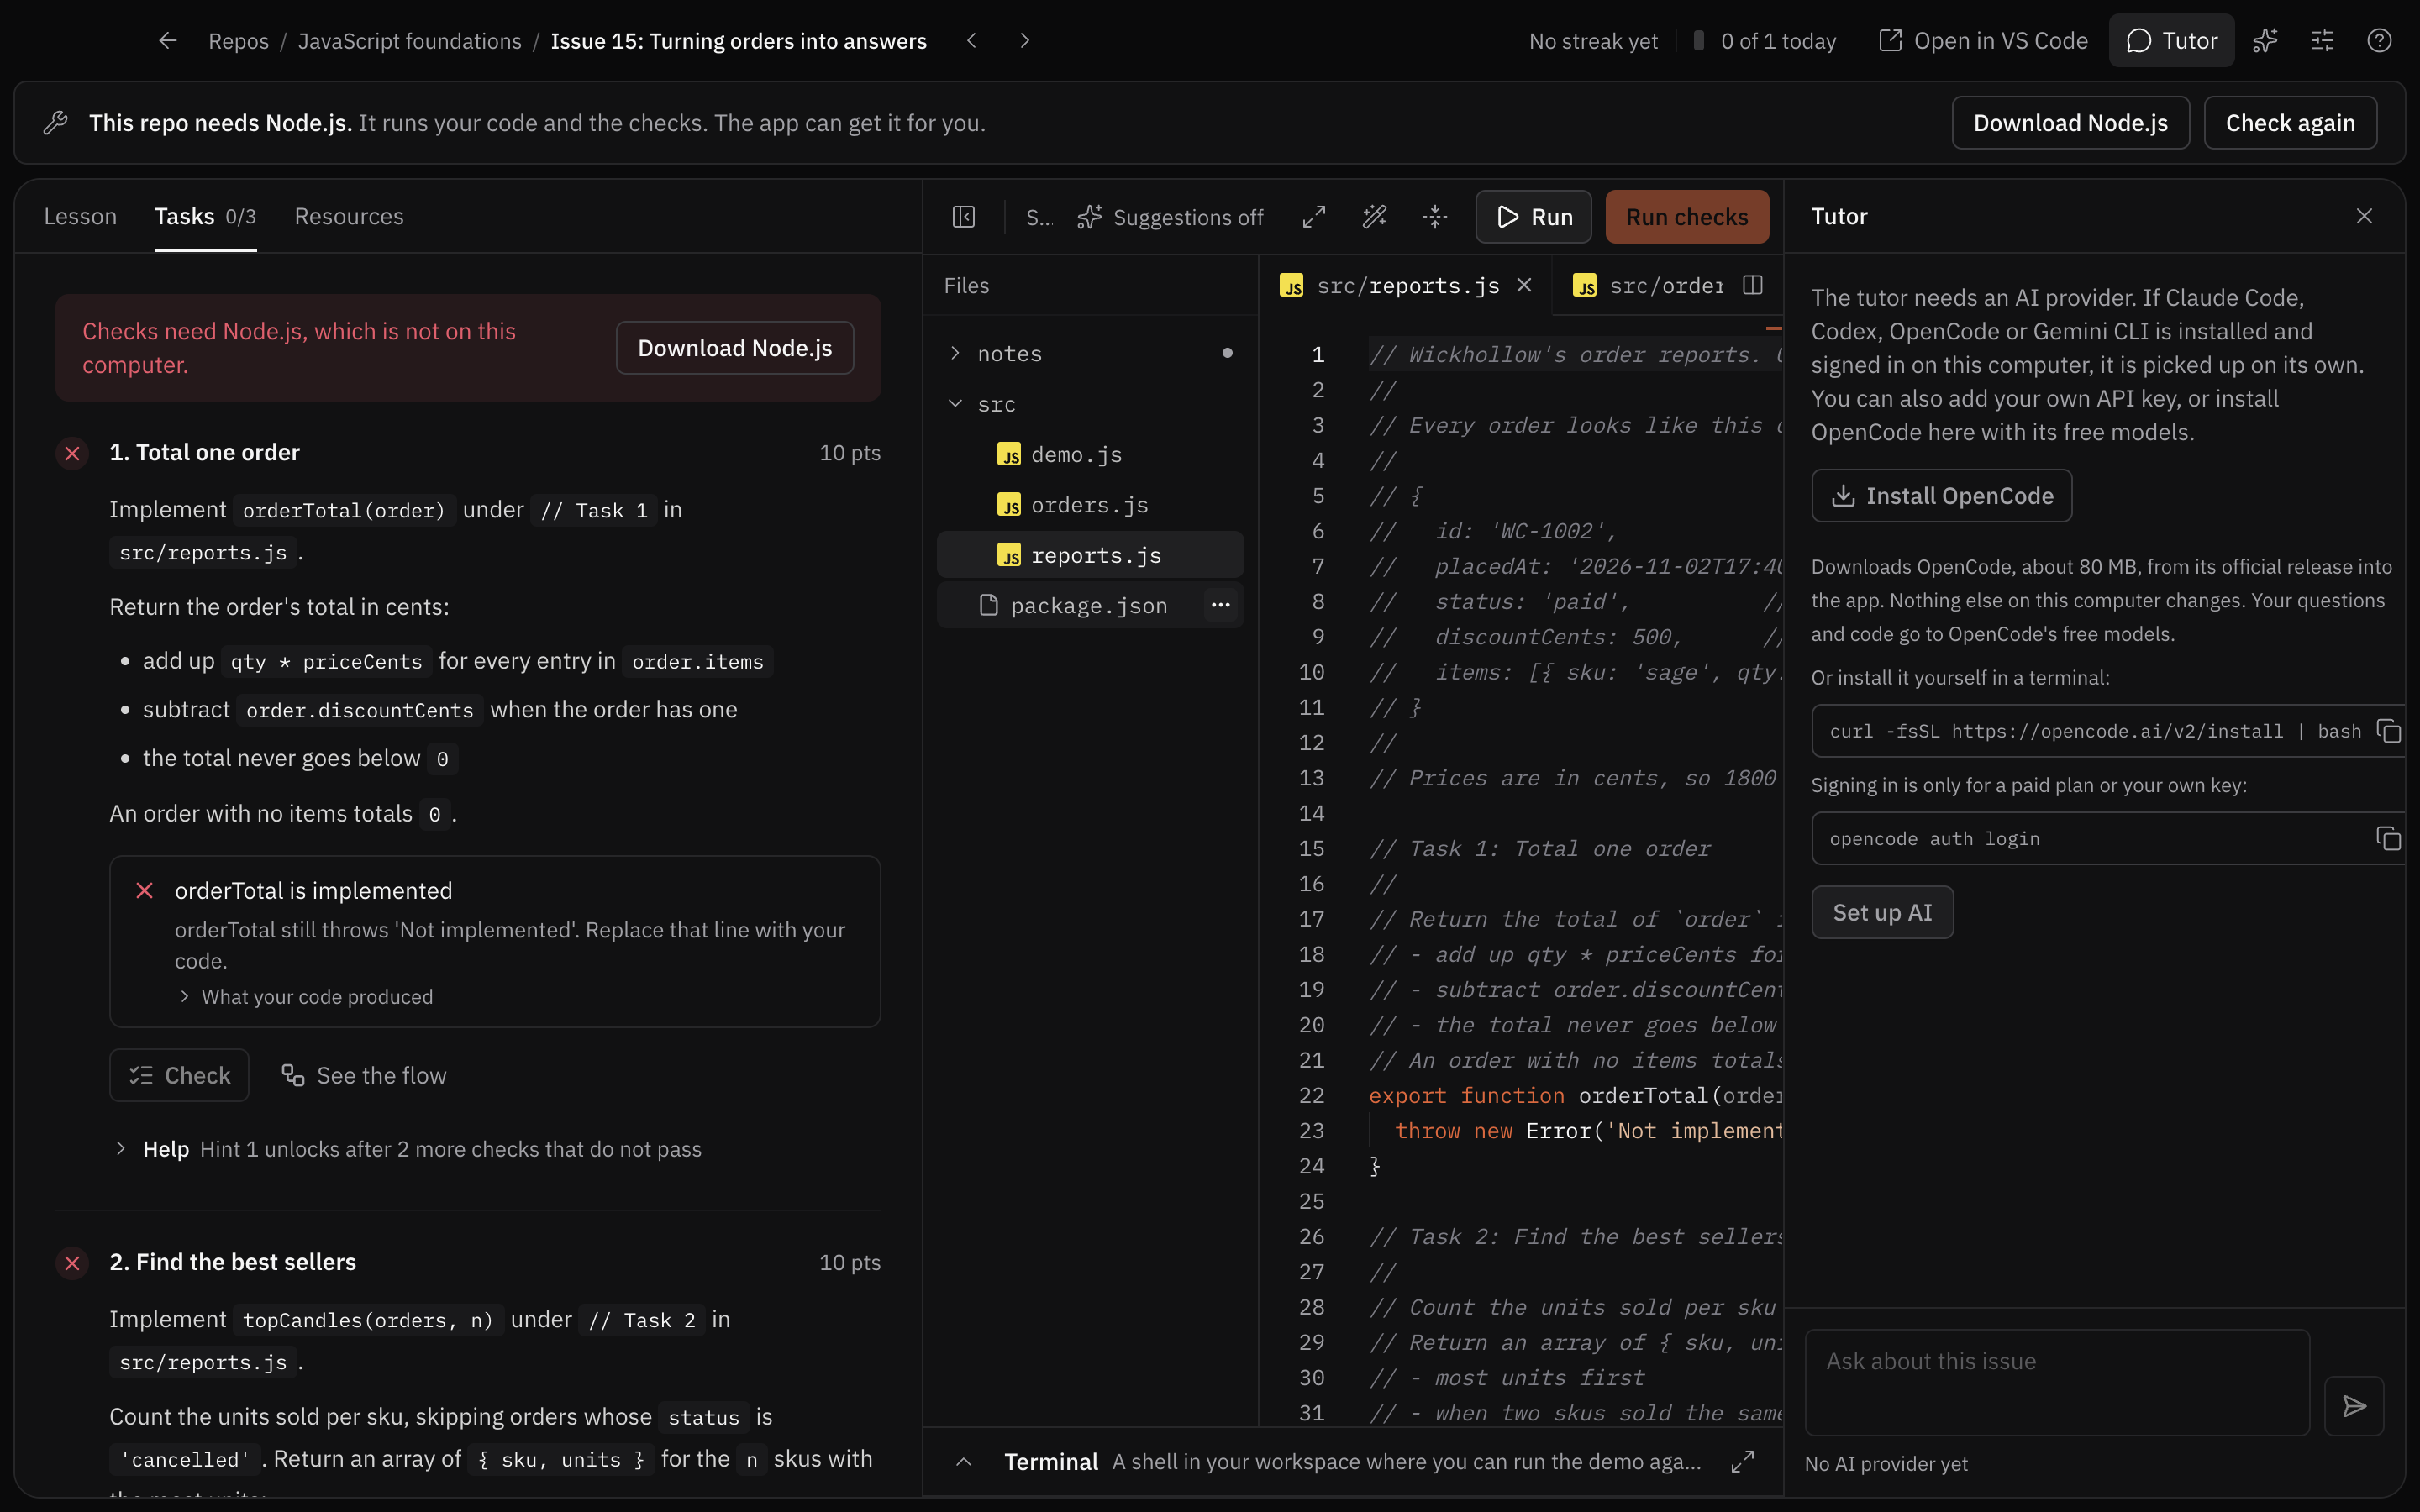 Repos / JavaScript foundations / Issue 15: Turning orders into answers
No streak yet
0 of 1 today
Open in VS Code
Tutor
This repo needs Node.js. It runs your code and the checks. The app can get it for you.
Download Node.js
Check again
Lesson
Tasks 0/3
Resources
Checks need Node.js, which is not on this
computer.
Download Node.js
1. Total one order
10 pts
Implement orderTotal(order) under // Task 1 in
src/reports.js.
Return the order's total in cents:
• add up qty * priceCents for every entry in order.items
• subtract order.discountCents when the order has one
• the total never goes below 0
An order with no items totals 0.
orderTotal is implemented
orderTotal still throws 'Not implemented'. Replace that line with your
code.
What your code produced
Check
See the flow
Help Hint 1 unlocks after 2 more checks that do not pass
2. Find the best sellers
10 pts
Implement topCandles(orders, n) under // Task 2 in
src/reports.js.
Count the units sold per sku, skipping orders whose status is
'cancelled'. Return an array of { sku, units } for the n skus with
S...
Suggestions off
Run
Run checks
Files
notes
src
JS demo.js
JS orders.js
JS reports.js
package.json
JS src/reports.js
JS src/order
1 // Wickhollow's order reports.
2 //
3 // Every order looks like this
4 //
5 // {
6 //   id: 'WC-1002',
7 //   placedAt: '2026-11-02T17:40
8 //   status: 'paid',          //
9 //   discountCents: 500,      //
10 //   items: [{ sku: 'sage', qty
11 // }
12 //
13 // Prices are in cents, so 1800
14
15 // Task 1: Total one order
16 //
17 // Return the total of `order`
18 // - add up qty * priceCents for
19 // - subtract order.discountCent
20 // - the total never goes below
21 // An order with no items totals
22 export function orderTotal(order
23   throw new Error('Not implement
24 }
25
26 // Task 2: Find the best sellers
27 //
28 // Count the units sold per sku
29 // Return an array of { sku, uni
30 // - most units first
31 // - when two skus sold the same
Terminal A shell in your workspace where you can run the demo aga...
Tutor
The tutor needs an AI provider. If Claude Code,
Codex, OpenCode or Gemini CLI is installed and
signed in on this computer, it is picked up on its own.
You can also add your own API key, or install
OpenCode here with its free models.
Install OpenCode
Downloads OpenCode, about 80 MB, from its official release into
the app. Nothing else on this computer changes. Your questions
and code go to OpenCode's free models.
Or install it yourself in a terminal:
curl -fsSL https://opencode.ai/v2/install | bash
Signing in is only for a paid plan or your own key:
opencode auth login
Set up AI
Ask about this issue
No AI provider yet